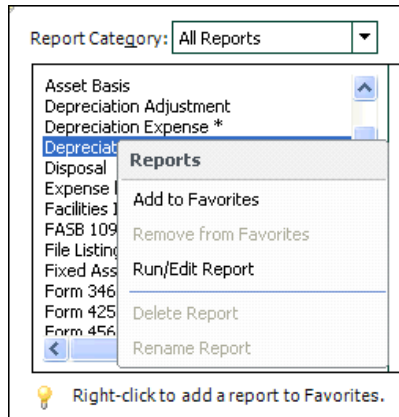 Report Category: All Reports
Asset Basis
Depreciation Adjustment
Depreciation Expense *
Depreciat
Disposal
Expense
Facilities
FASB 109
File Listing
Fixed Ass
Form 346
Form 425
Form 456
Reports
Add to Favorites
Remove from Favorites
Run/Edit Report
Delete Report
Rename Report
Right-click to add a report to Favorites.